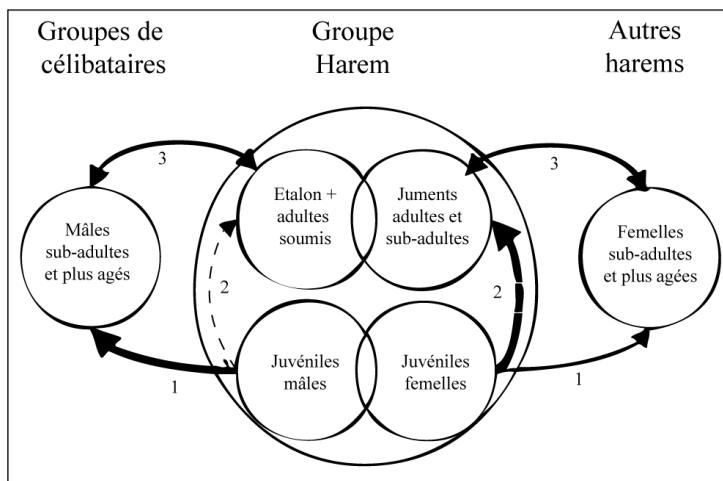 Groupes de
célibataires
Groupe
Harem
Autres
harems
3
3
Etalon +
adultes
soumis
Juments
adultes et
sub-adultes
Mâles
sub-adultes
et plus agés
Femelles
sub-adultes
et plus agées
2
2
Juvéniles
mâles
Juvéniles
femelles
1
1